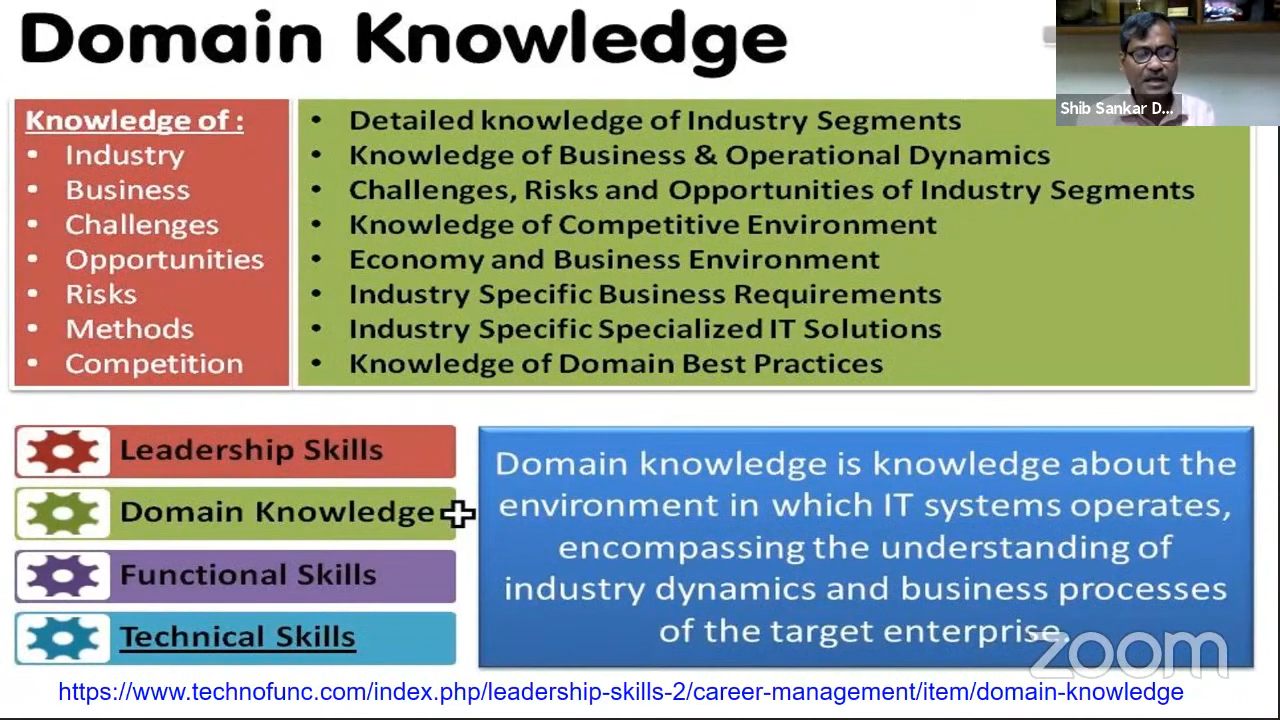 Domain Knowledge
Shib Sankar D...
Knowledge of :
• Industry
• Business
• Challenges
• Opportunities
• Risks
• Methods
• Competition
• Detailed knowledge of Industry Segments
• Knowledge of Business & Operational Dynamics
• Challenges, Risks and Opportunities of Industry Segments
• Knowledge of Competitive Environment
• Economy and Business Environment
• Industry Specific Business Requirements
• Industry Specific Specialized IT Solutions
• Knowledge of Domain Best Practices
Leadership Skills
Domain Knowledge
Functional Skills
Technical Skills
Domain knowledge is knowledge about the
environment in which IT systems operates,
encompassing the understanding of
industry dynamics and business processes
of the target enterprise.
zoom
https://www.technofunc.com/index.php/leadership-skills-2/career-management/item/domain-knowledge